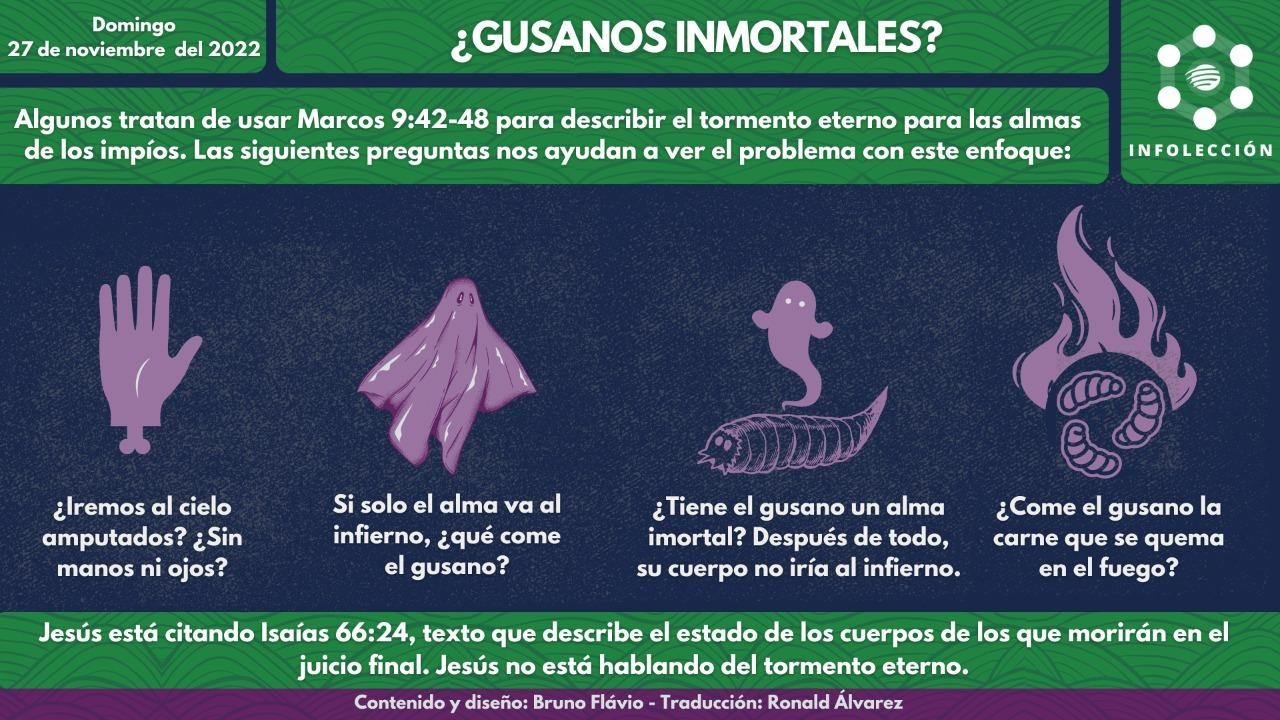 Domingo
27 de noviembre del 2022
¿GUSANOS INMORTALES?
INFOLECCIÓN
Algunos tratan de usar Marcos 9:42-48 para describir el tormento eterno para las almas
de los impíos. Las siguientes preguntas nos ayudan a ver el problema con este enfoque:
¿Iremos al cielo
amputados? ¿Sin
manos ni ojos?
Si solo el alma va al
infierno, ¿qué come
el gusano?
¿Tiene el gusano un alma
imortal? Después de todo,
su cuerpo no iría al infierno.
¿Come el gusano la
carne que se quema
en el fuego?
Jesús está citando Isaías 66:24, texto que describe el estado de los cuerpos de los que morirán en el
juicio final. Jesús no está hablando del tormento eterno.
Contenido y diseño: Bruno Flávio - Traducción: Ronald Álvarez